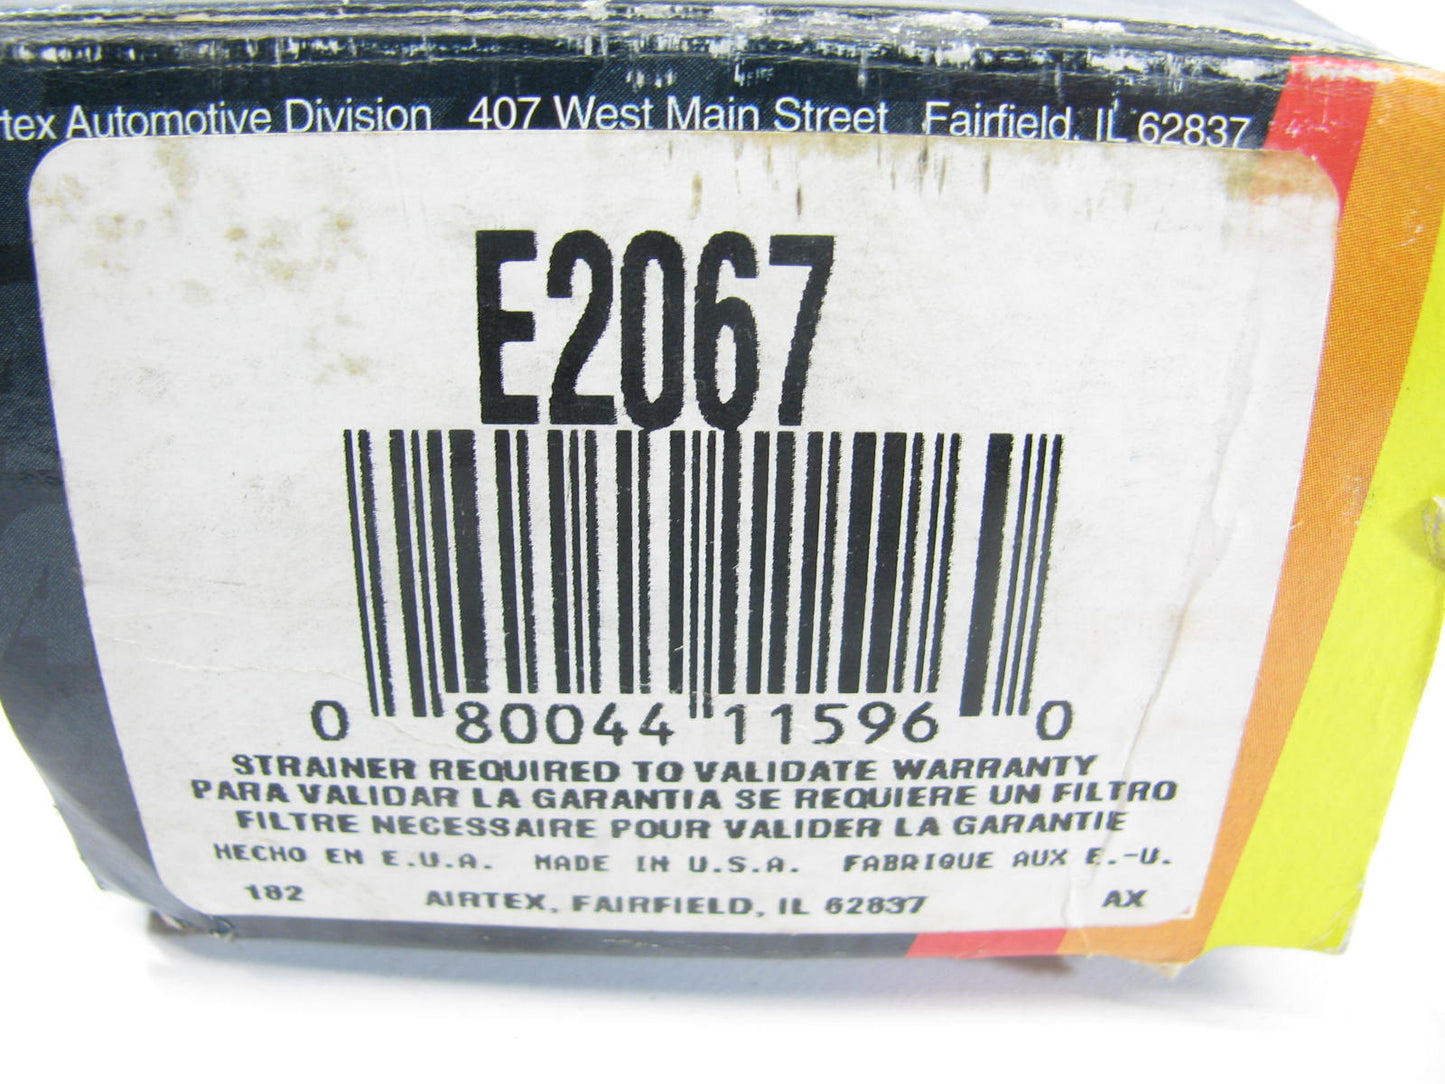 tex Automotive Division 407 West Main Street Fairfield, IL 62837
E2067
0 80044 11596 0
STRAINER REQUIRED TO VALIDATE WARRANTY
PARA VALIDAR LA GARANTIA SE REQUIERE UN FILTRO
FILTRE NECESSAIRE POUR VALIDER LA GARANTIE
HECHO EN E.U.A. MADE IN U.S.A. FABRIQUE AUX E.-U.
182 AIRTEX, FAIRFIELD, IL 62837 AX